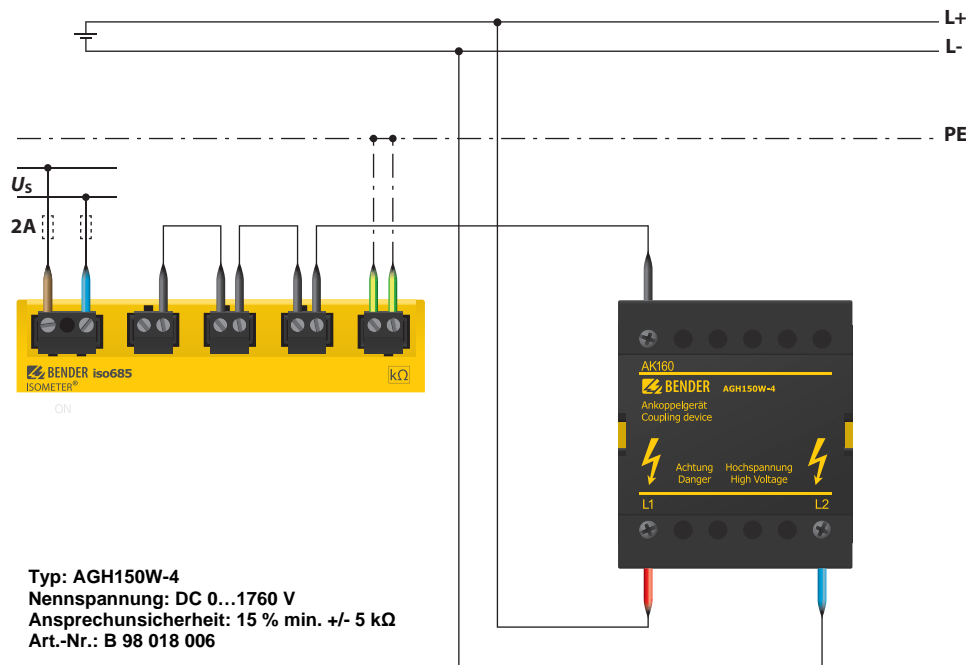 L+
L-
PE
US
2A
BENDER iso685
ISOMETER®
kΩ
ON
AK160
BENDER AGH150W-4
Ankoppelgerät
Coupling device
Achtung Hochspannung
Danger High Voltage
L1 L2
Typ: AGH150W-4
Nennspannung: DC 0…1760 V
Ansprechunsicherheit: 15 % min. +/- 5 kΩ
Art.-Nr.: B 98 018 006